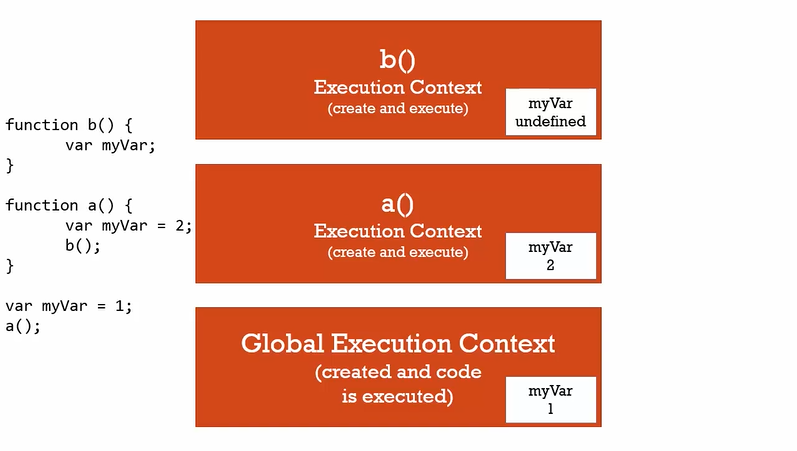 function b() {
var myVar;
}
function a() {
var myVar = 2;
b();
}
var myVar = 1;
a();
b()
Execution Context
(create and execute)
myVar
undefined
a()
Execution Context
(create and execute)
myVar
2
Global Execution Context
(created and code
is executed)
myVar
1